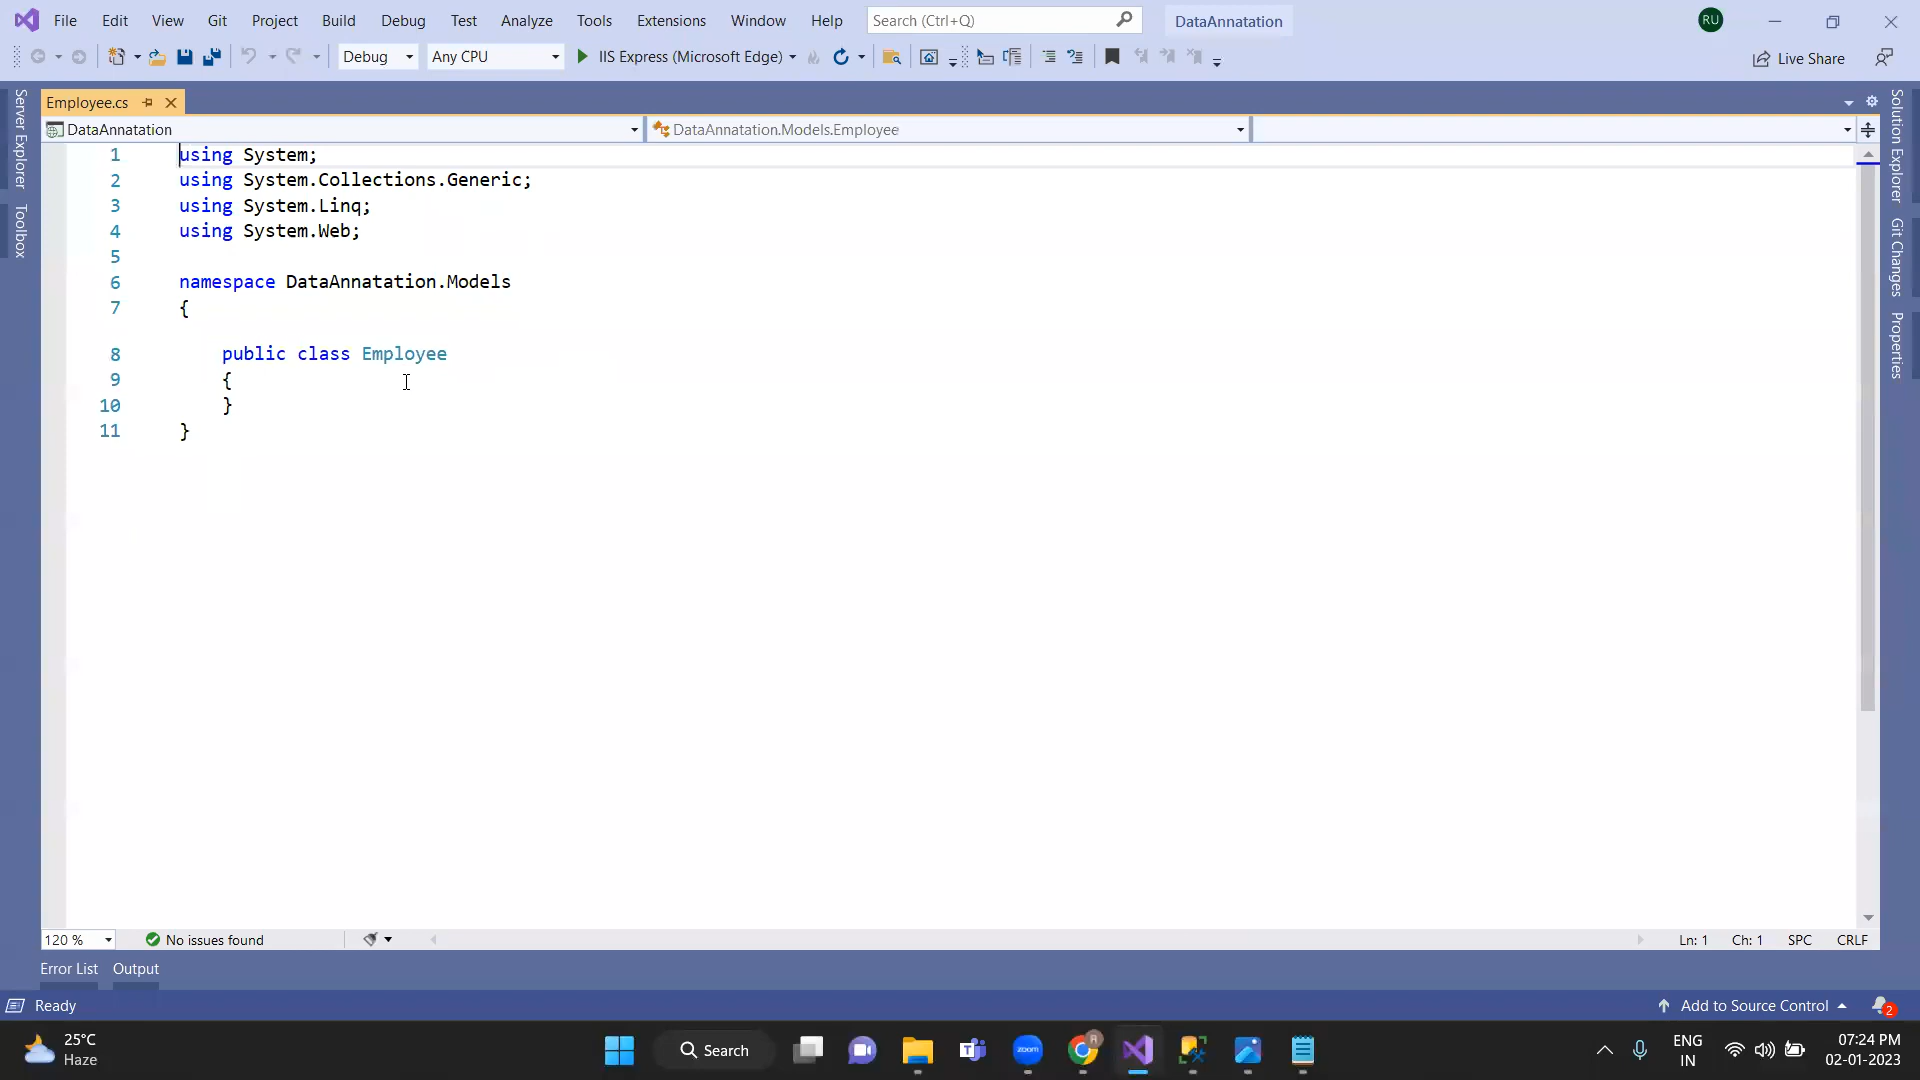 File Edit View Git Project Build Debug Test Analyze Tools Extensions Window Help Search (Ctrl+Q) DataAnnatation RU
Debug Any CPU IIS Express (Microsoft Edge) Live Share
Employee.cs
DataAnnatation DataAnnatation.Models.Employee
Server Explorer
Toolbox
Solution Explorer
Git Changes
Properties
1 using System;
2 using System.Collections.Generic;
3 using System.Linq;
4 using System.Web;
5
6 namespace DataAnnatation.Models
7 {
8 public class Employee
9 {
10 }
11 }
120 % No issues found Ln: 1 Ch: 1 SPC CRLF
Error List Output
Ready Add to Source Control 2
25°C
Haze
Search
zoom
R
ENG
IN
07:24 PM
02-01-2023